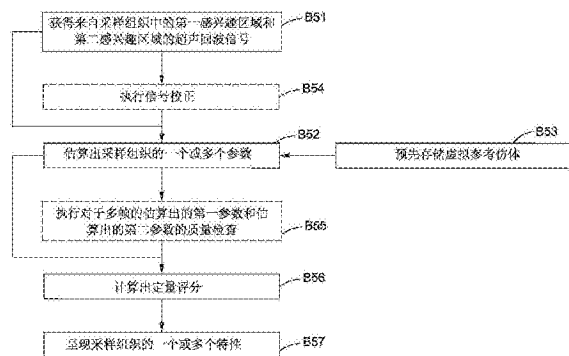 获得来自采样组织中的第一感兴趣区域和
第二感兴趣区域的超声回波信号
B51
执行信号校正
B54
B52
估算出采样组织的一个或多个参数
B53
预先存储虚拟参考仿体
执行对于多数的估算出的第一参数和估
算出的第二参数的质量检查
B55
计算出定量评分
B56
呈现采样组织的一个或多个特性
B57